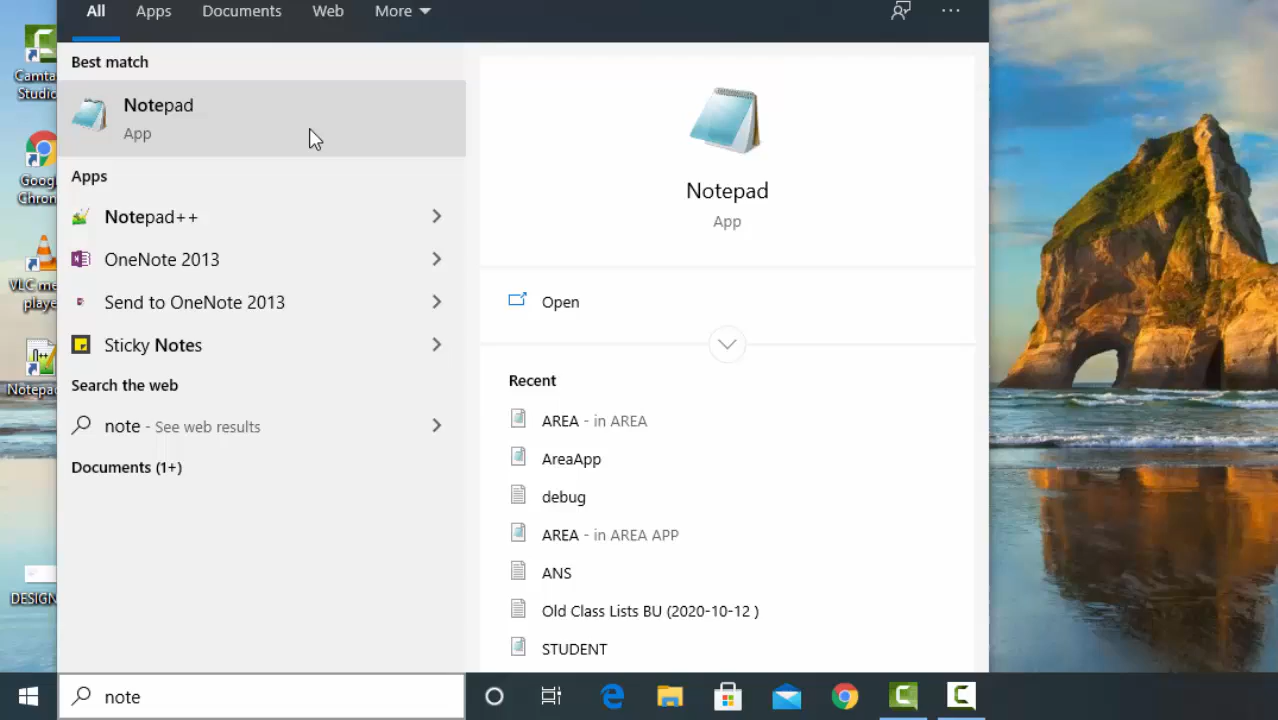 All Apps Documents Web More
Camta
Studio
Goog
Chron
VLC me
playe
Notepad
DESIGN
Best match
Notepad
App
Apps
Notepad++
OneNote 2013
Send to OneNote 2013
Sticky Notes
Search the web
note - See web results
Documents (1+)
Notepad
App
Open
Recent
AREA - in AREA
AreaApp
debug
AREA - in AREA APP
ANS
Old Class Lists BU (2020-10-12 )
STUDENT
note